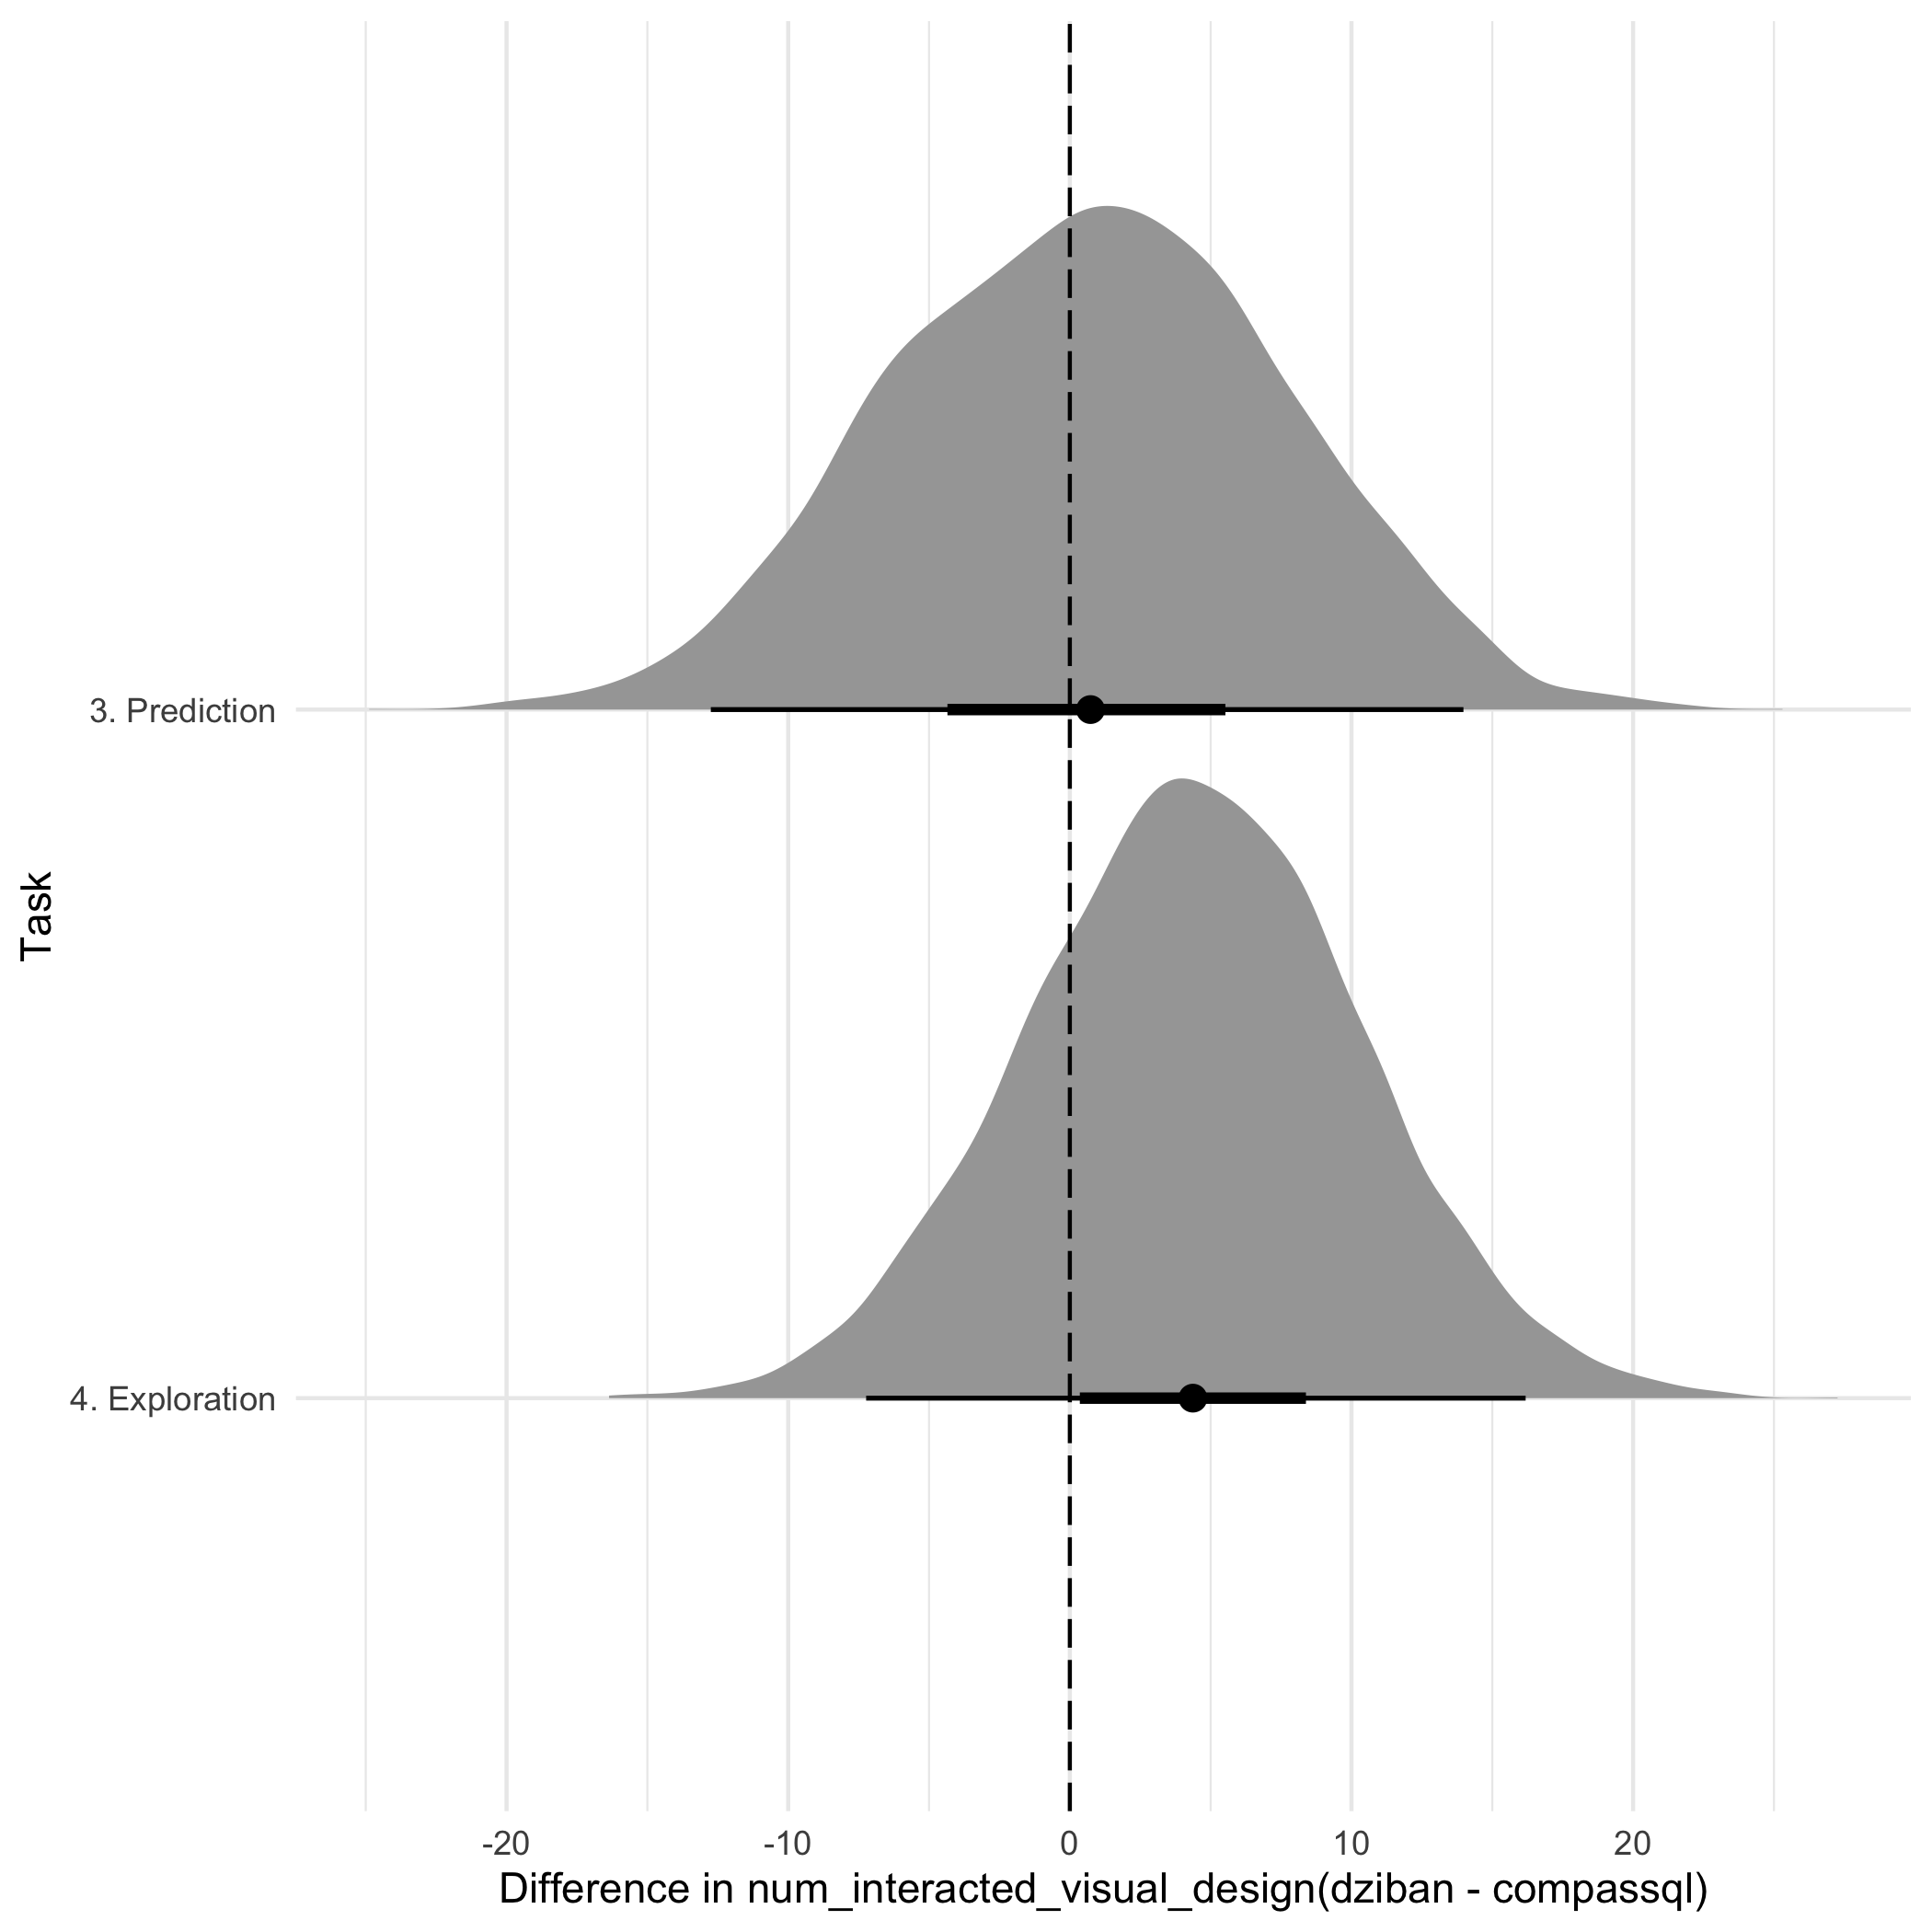 Task
3. Prediction
4. Exploration
-20 -10 0 10 20
Difference in num_interacted_visual_design(dziban - compassql)